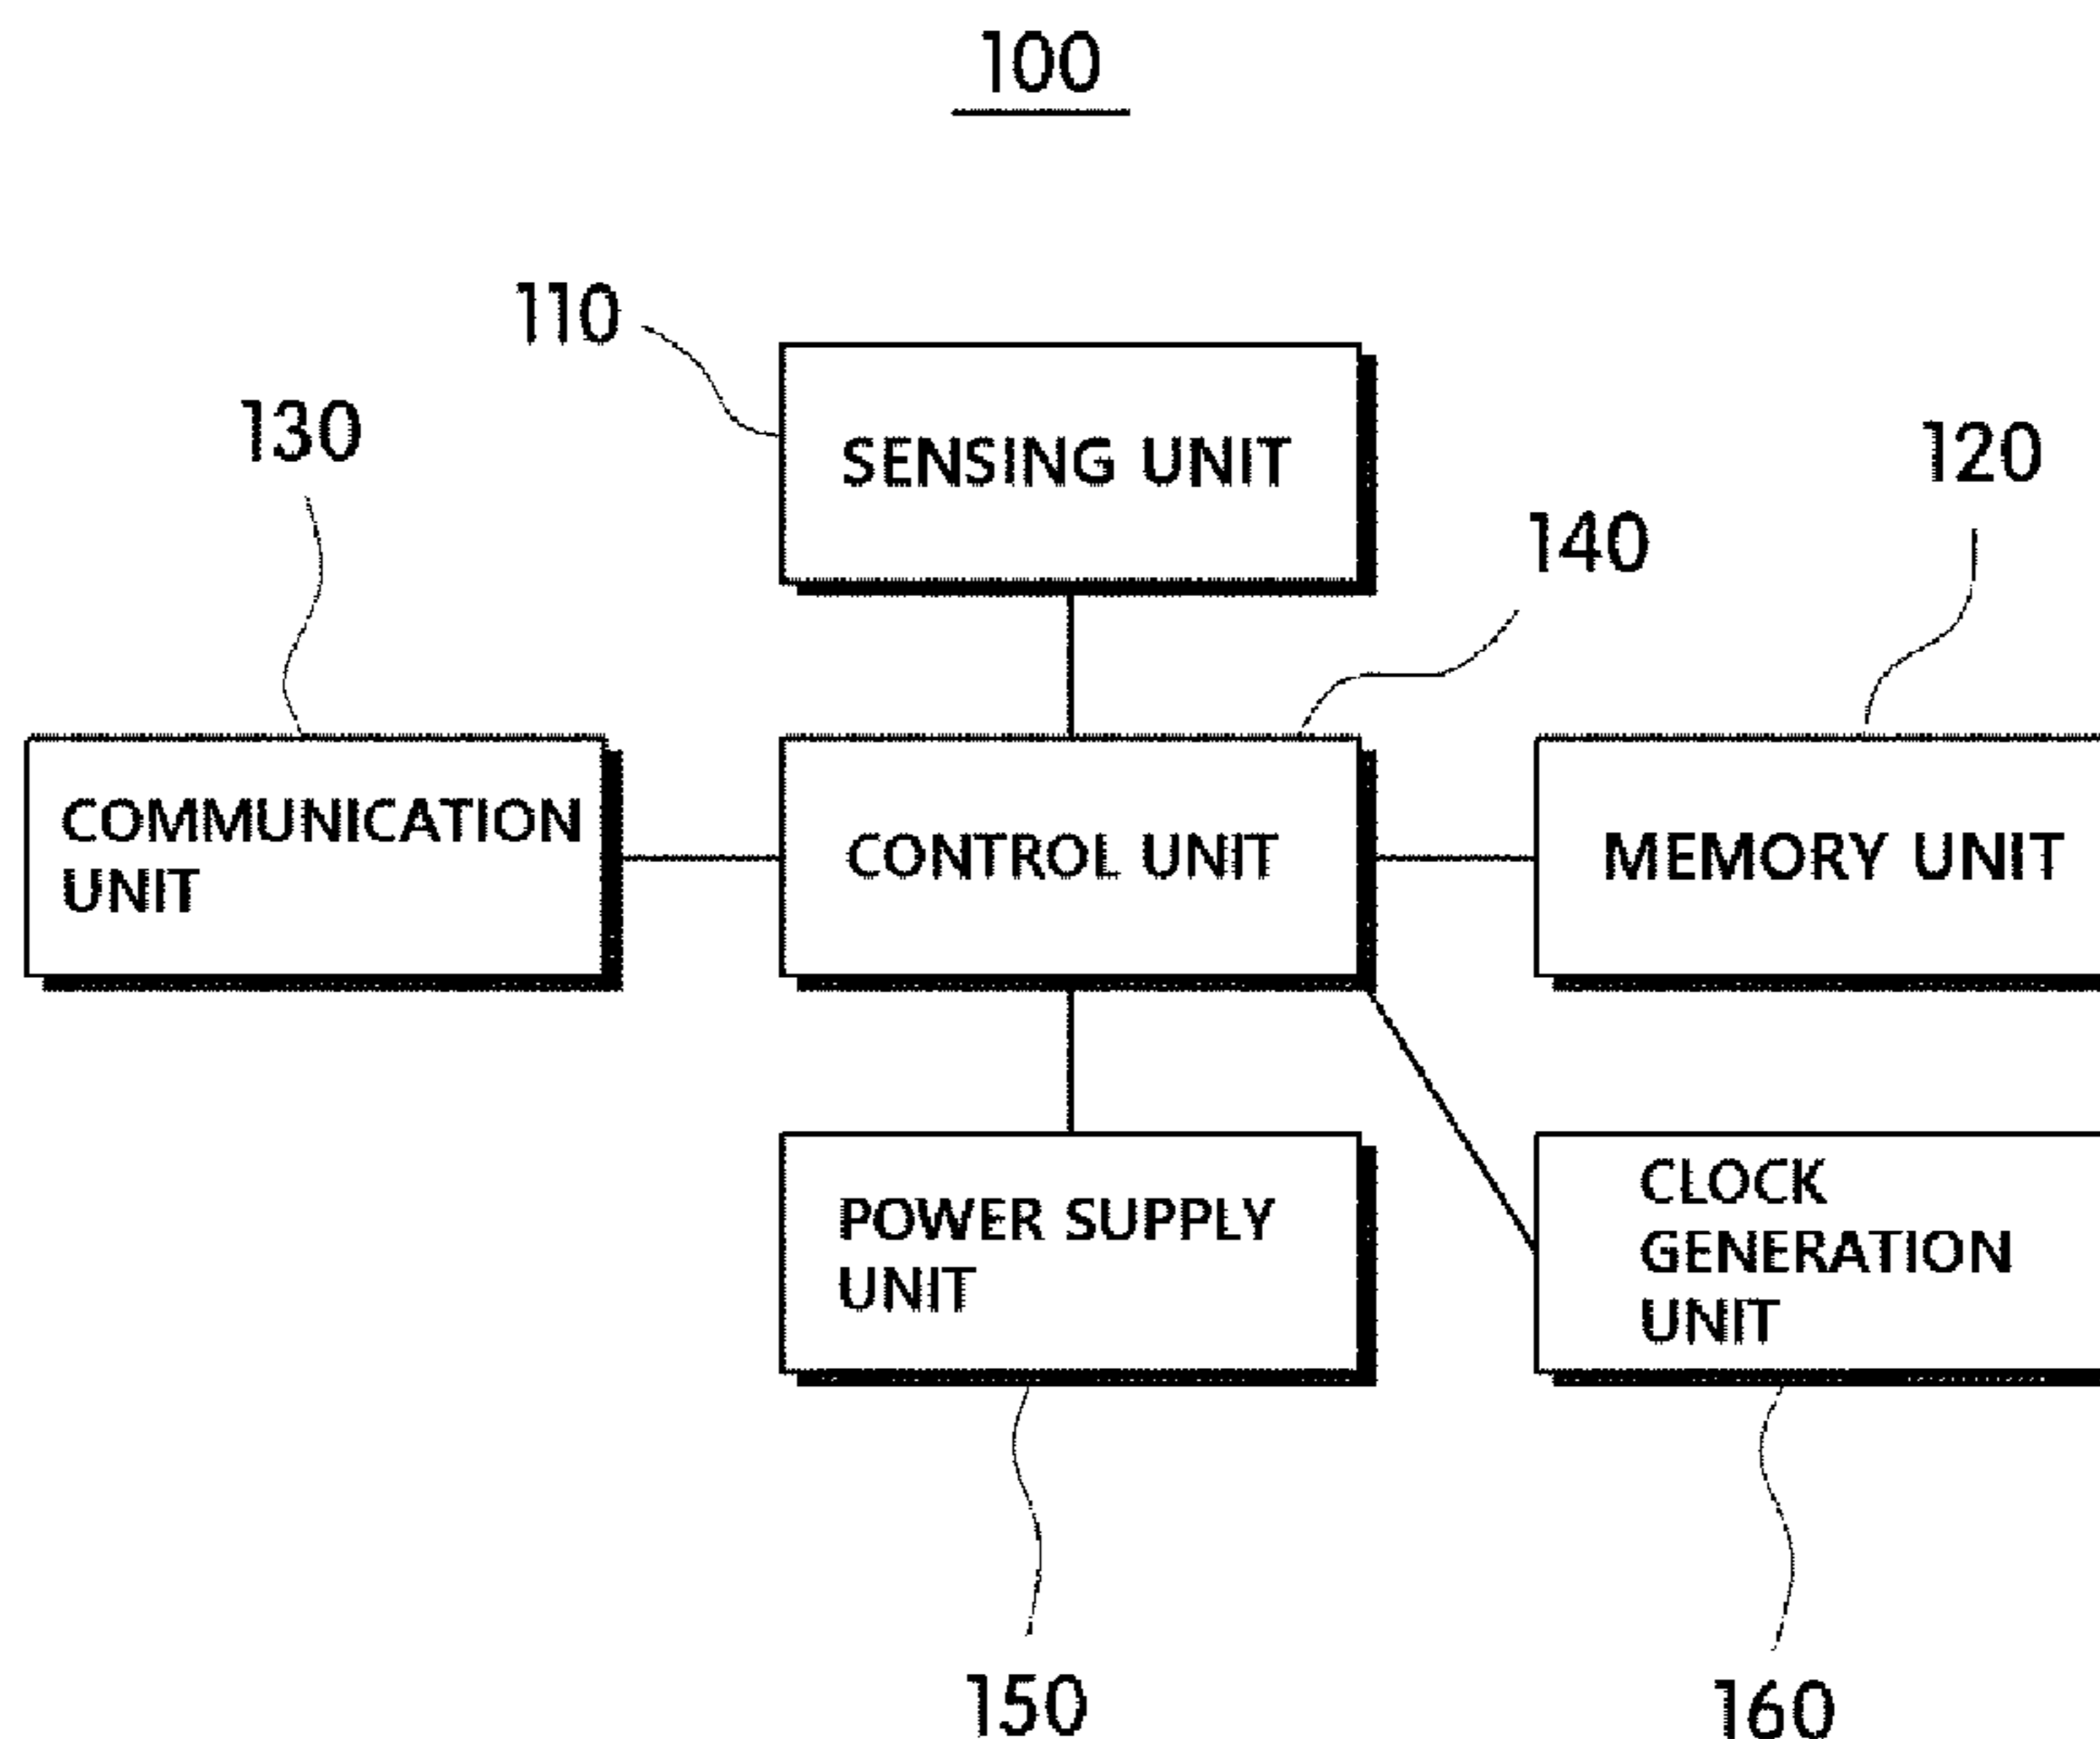 100
110
SENSING UNIT
130
120
140
COMMUNICATION
UNIT
CONTROL UNIT
MEMORY UNIT
POWER SUPPLY
UNIT
CLOCK
GENERATION
UNIT
150
160